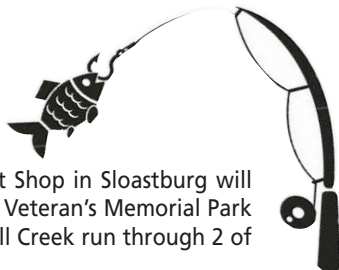 t Shop in Sloastburg will
Veteran's Memorial Park
ll Creek run through 2 of